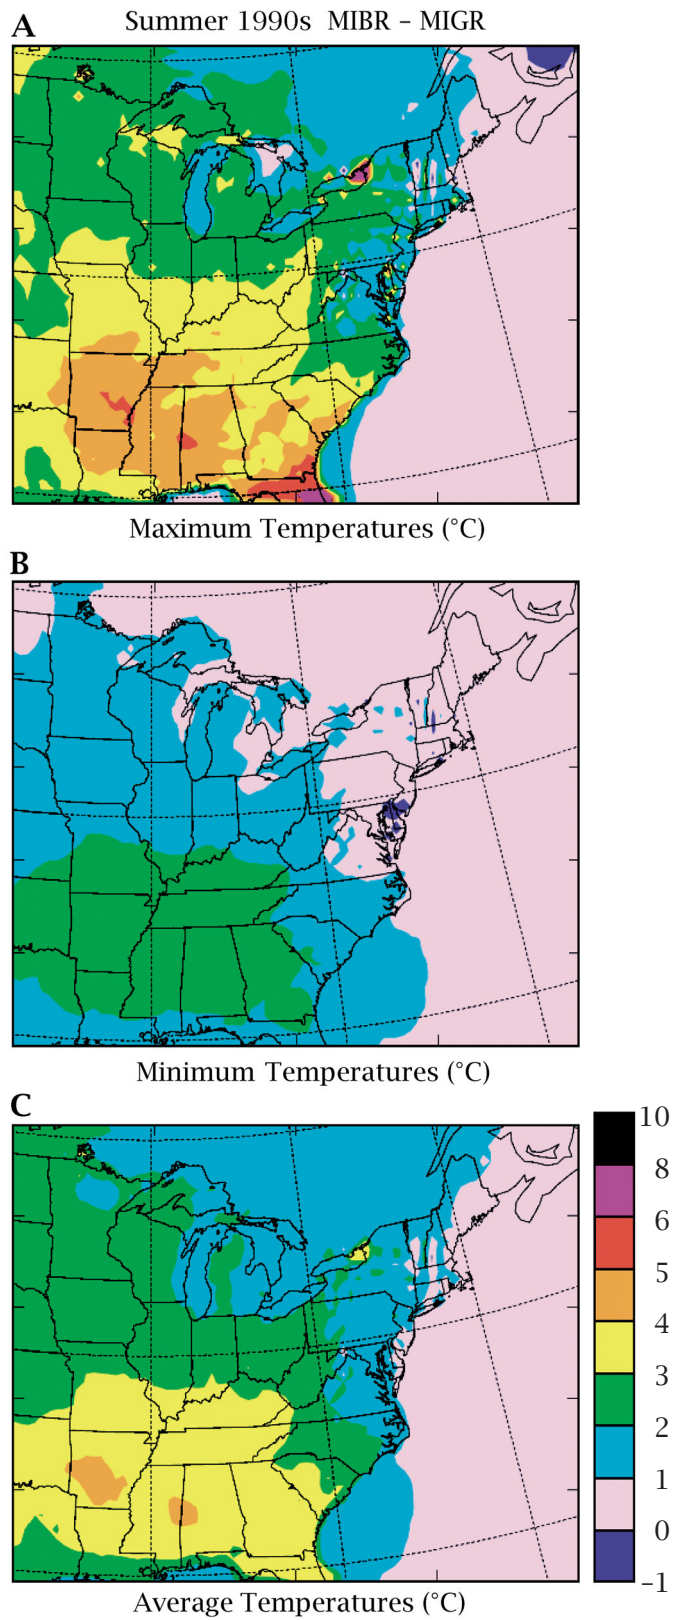 A
Summer 1990s MIBR – MIGR
Maximum Temperatures (°C)
B
Minimum Temperatures (°C)
C
10
8
6
5
4
3
2
1
0
–1
Average Temperatures (°C)